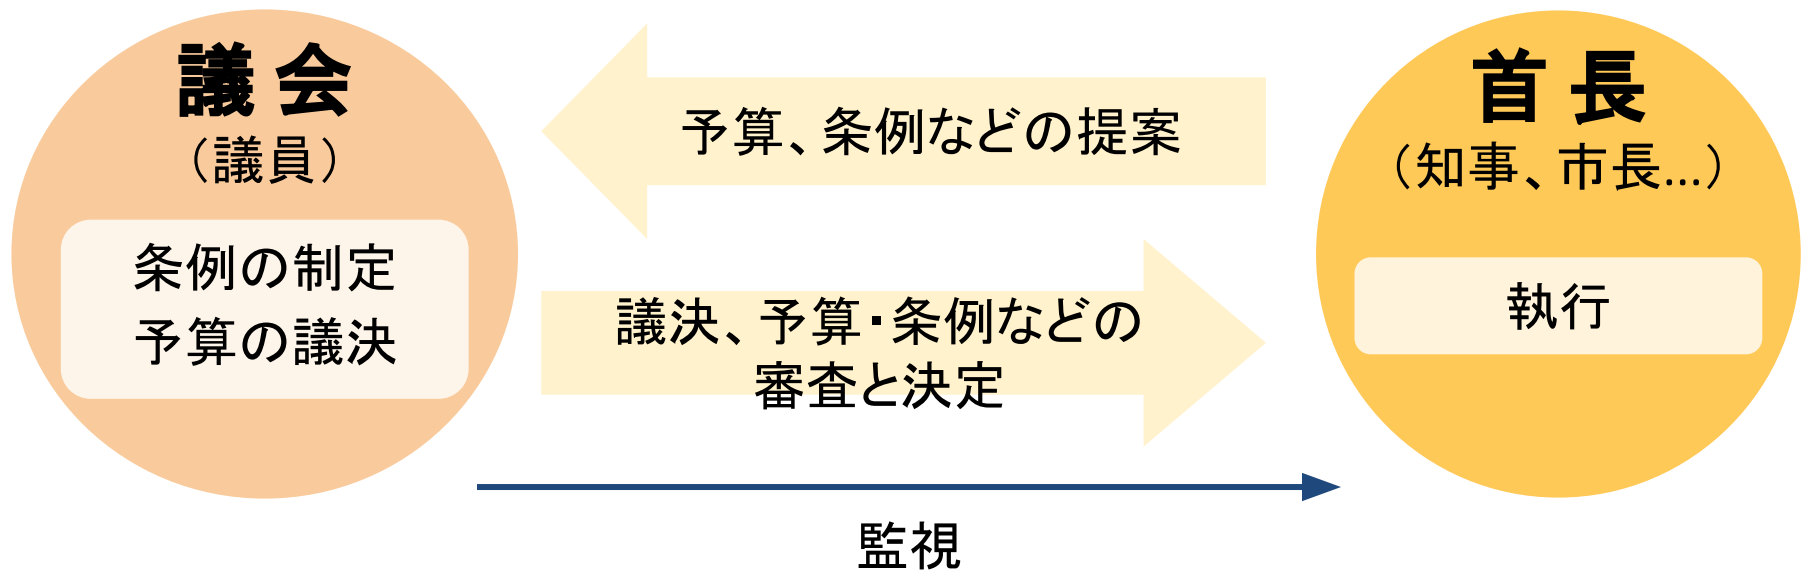 議会
（議員）
条例の制定
予算の議決
予算、条例などの提案
議決、予算・条例などの
審査と決定
監視
首長
（知事、市長...）
執行